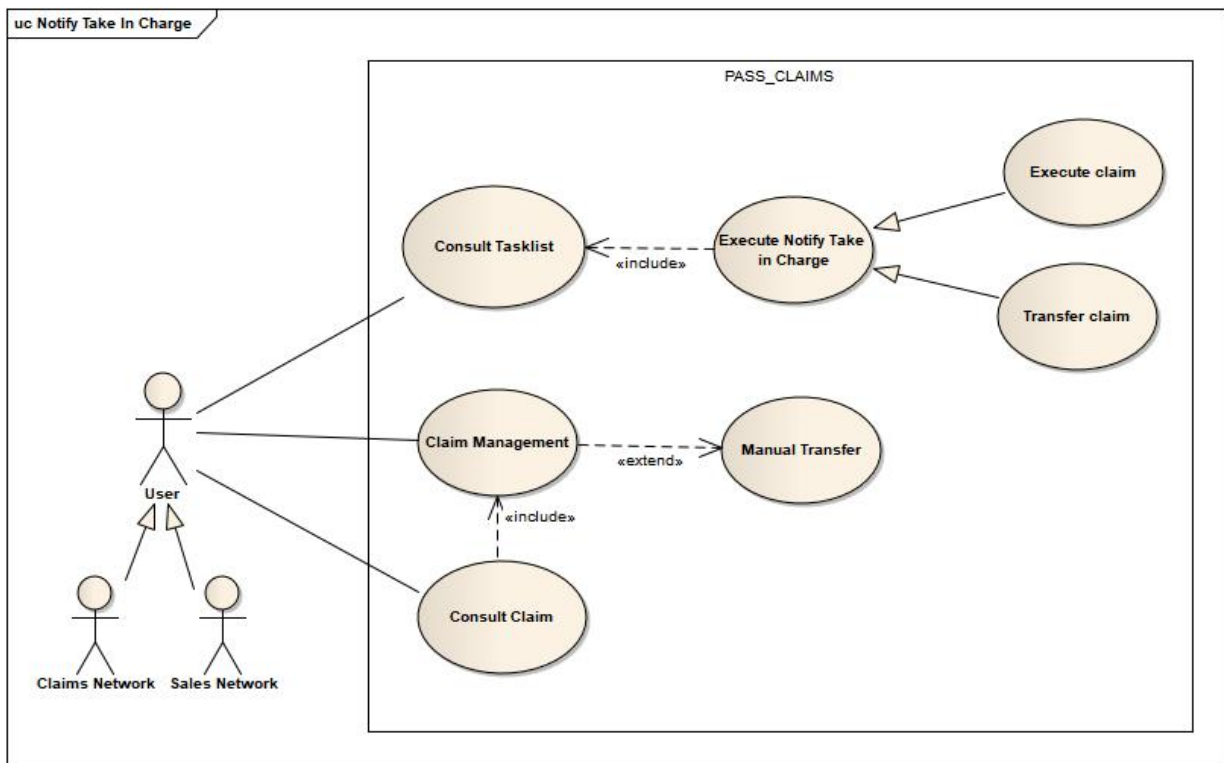 uc Notify Take In Charge
PASS_CLAIMS
Execute claim
Consult Tasklist
Execute Notify Take
in Charge
«include»
Transfer claim
Claim Management
Manual Transfer
«extend»
User
«include»
Consult Claim
Claims Network
Sales Network